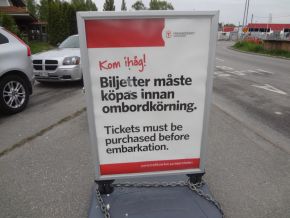 Kom ihåg!
Biljetter måste
köpas innan
ombordkörning.
Tickets must be
purchased before
embarkation.